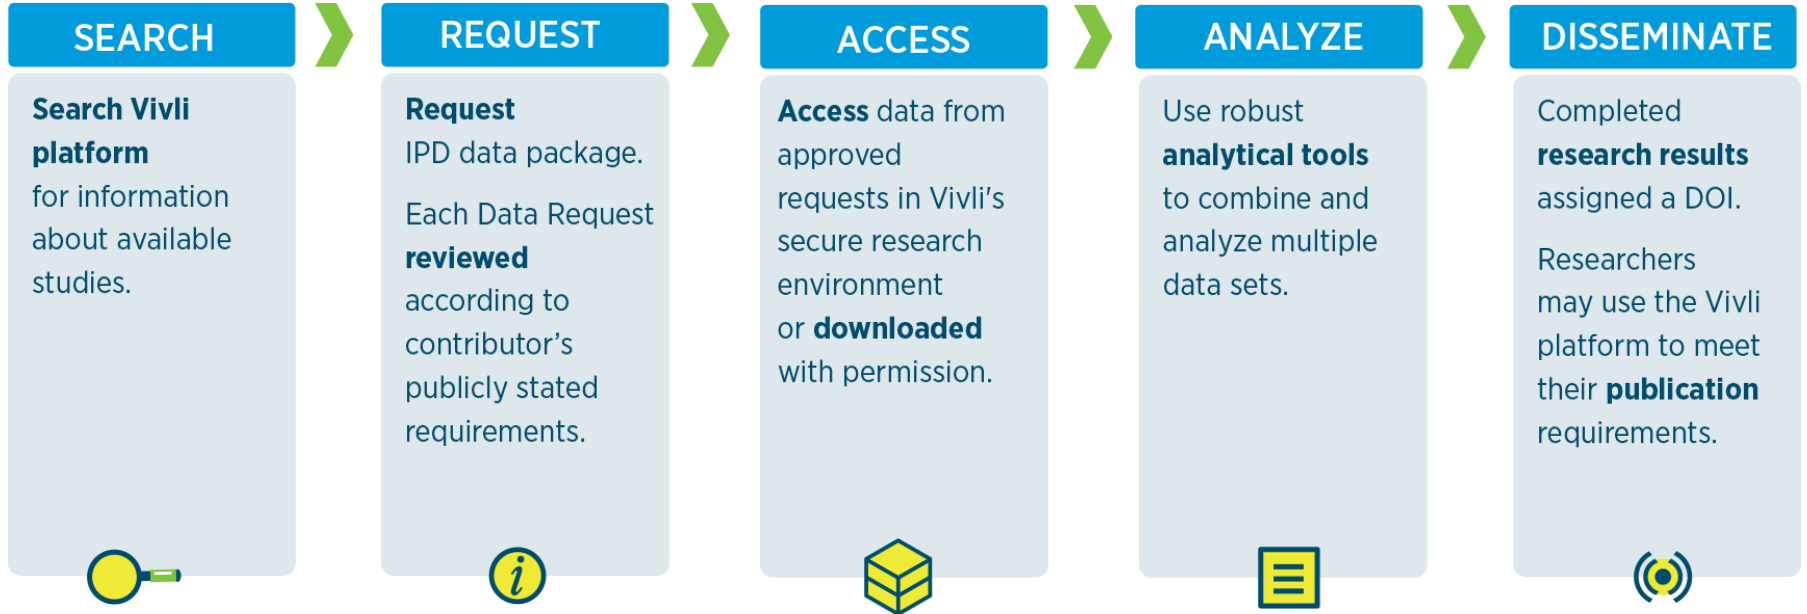 SEARCH
Search Vivli
platform
for information
about available
studies.
REQUEST
Request
IPD data package.
Each Data Request
reviewed
according to
contributor’s
publicly stated
requirements.
ACCESS
Access data from
approved
requests in Vivli's
secure research
environment
or downloaded
with permission.
ANALYZE
Use robust
analytical tools
to combine and
analyze multiple
data sets.
DISSEMINATE
Completed
research results
assigned a DOI.
Researchers
may use the Vivli
platform to meet
their publication
requirements.
i